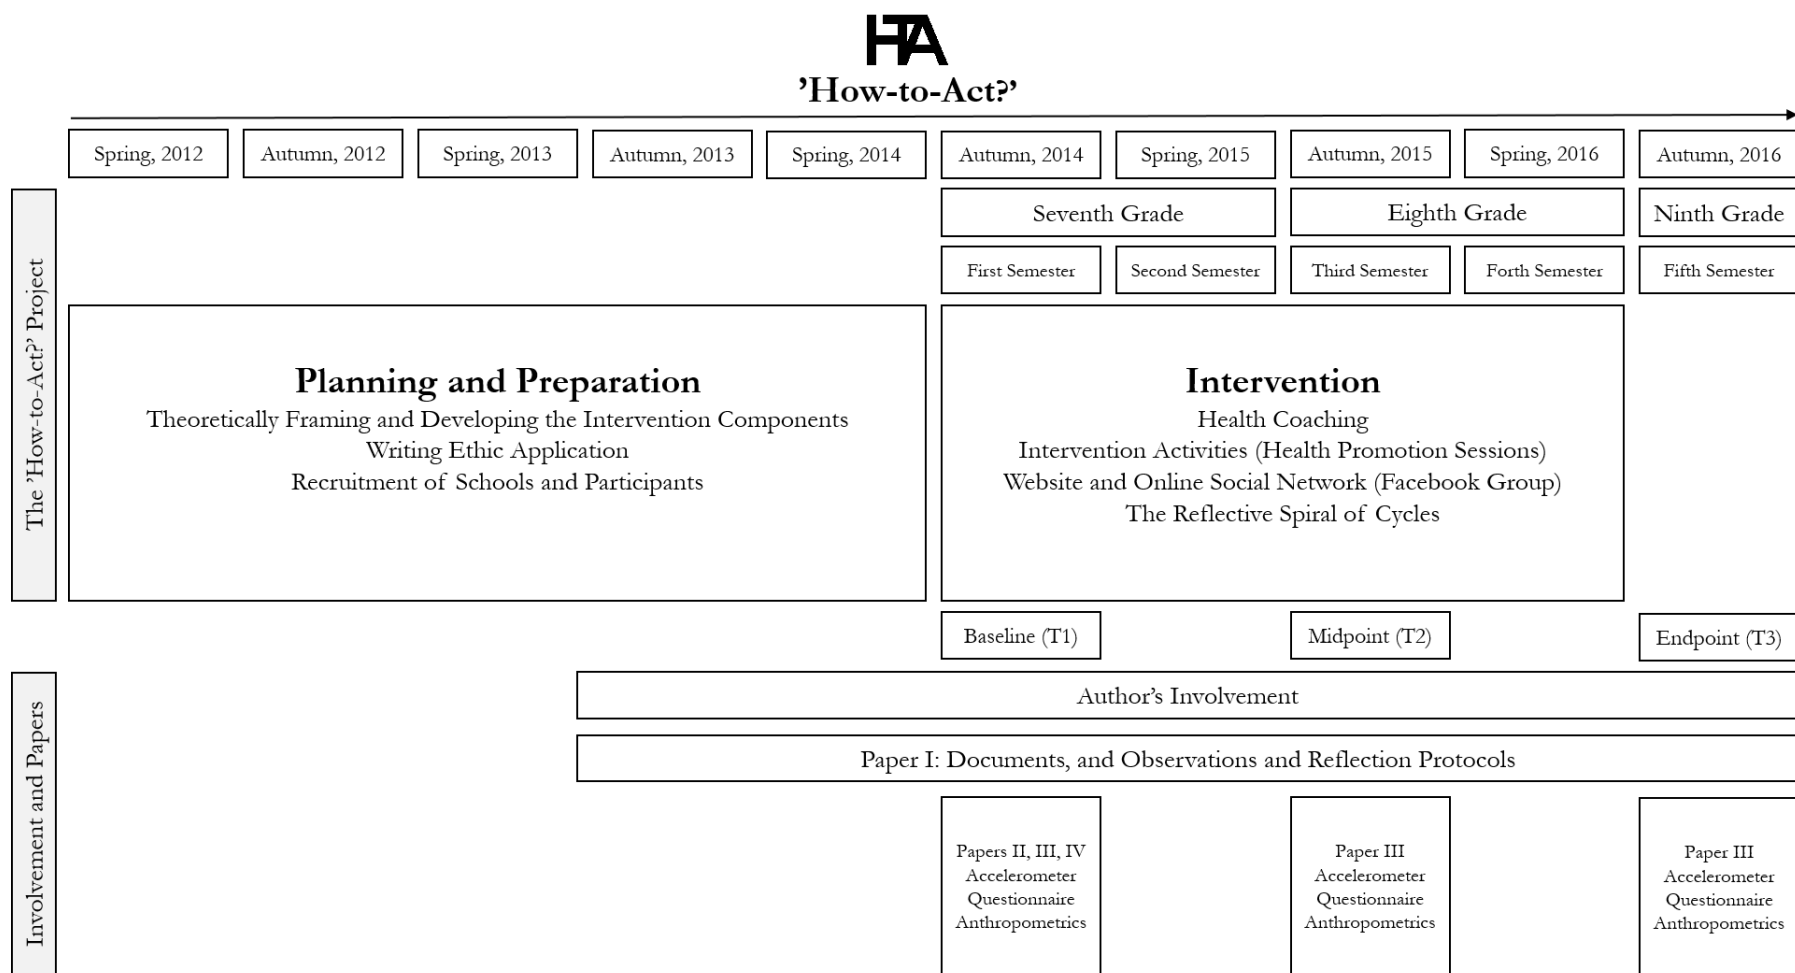 HTA
’How-to-Act?’
Spring, 2012
Autumn, 2012
Spring, 2013
Autumn, 2013
Spring, 2014
Autumn, 2014
Spring, 2015
Autumn, 2015
Spring, 2016
Autumn, 2016
The ’How-to-Act?’ Project
Seventh Grade
Eighth Grade
Ninth Grade
First Semester
Second Semester
Third Semester
Forth Semester
Fifth Semester
Planning and Preparation
Theoretically Framing and Developing the Intervention Components
Writing Ethic Application
Recruitment of Schools and Participants
Intervention
Health Coaching
Intervention Activities (Health Promotion Sessions)
Website and Online Social Network (Facebook Group)
The Reflective Spiral of Cycles
Baseline (T1)
Midpoint (T2)
Endpoint (T3)
Involvement and Papers
Author’s Involvement
Paper I: Documents, and Observations and Reflection Protocols
Papers II, III, IV
Accelerometer
Questionnaire
Anthropometrics
Paper III
Accelerometer
Questionnaire
Anthropometrics
Paper III
Accelerometer
Questionnaire
Anthropometrics